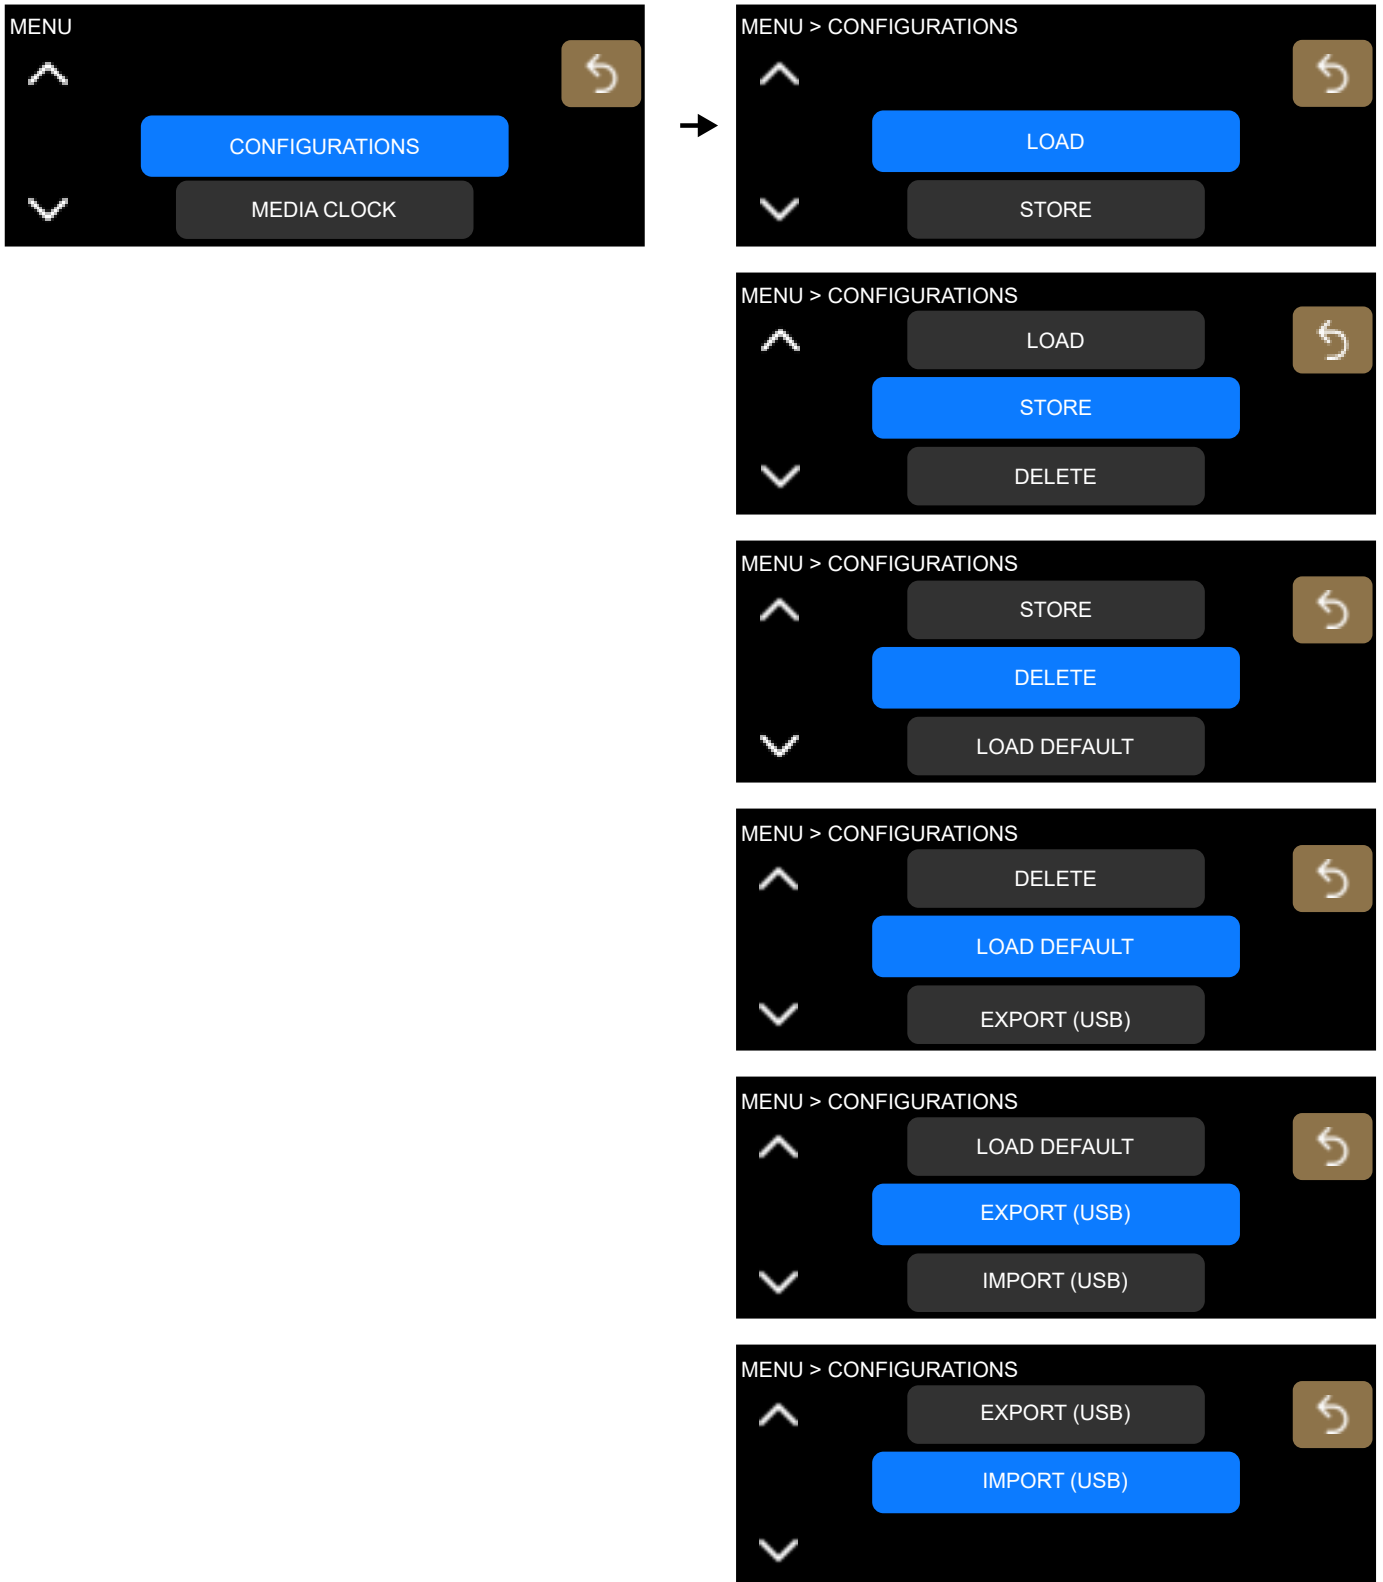 MENU
CONFIGURATIONS
MEDIA CLOCK
MENU > CONFIGURATIONS
LOAD
STORE
MENU > CONFIGURATIONS
LOAD
STORE
DELETE
MENU > CONFIGURATIONS
STORE
DELETE
LOAD DEFAULT
MENU > CONFIGURATIONS
DELETE
LOAD DEFAULT
EXPORT (USB)
MENU > CONFIGURATIONS
LOAD DEFAULT
EXPORT (USB)
IMPORT (USB)
MENU > CONFIGURATIONS
EXPORT (USB)
IMPORT (USB)